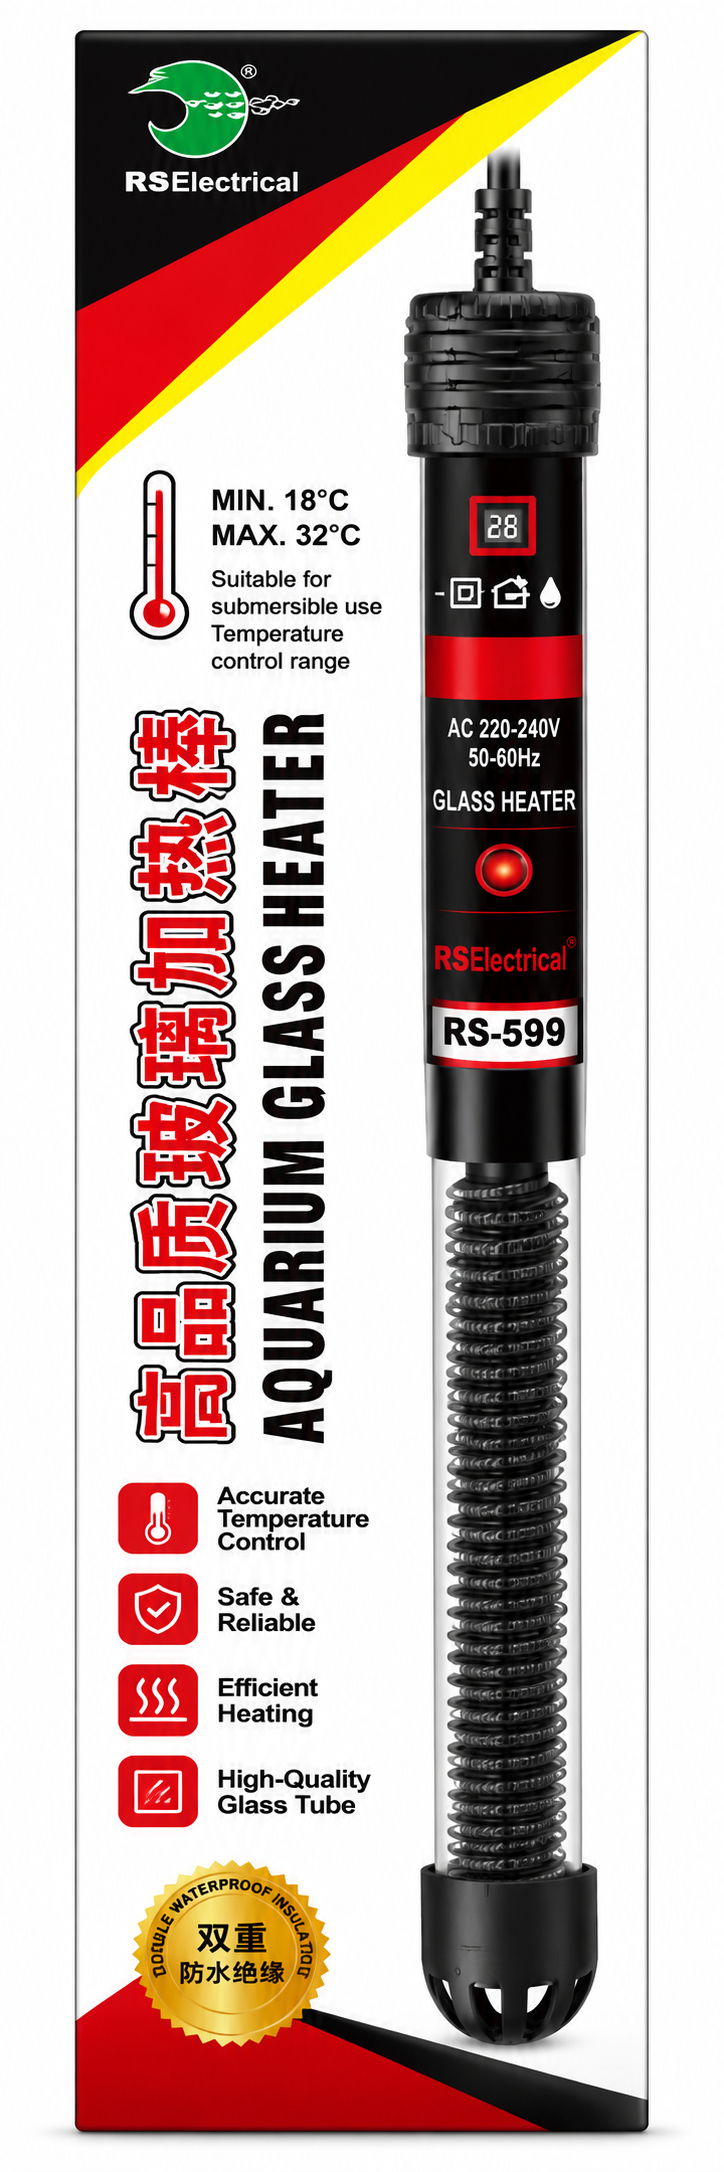 ®
RSElectrical
MIN. 18°C
MAX. 32°C
Suitable for
submersible use
Temperature
control range
高品质玻璃加热棒
AQUARIUM GLASS HEATER
Accurate
Temperature
Control
Safe &
Reliable
Efficient
Heating
High-Quality
Glass Tube
WATERPROOF INSULATION
双重
防水绝缘
28
AC 220-240V
50-60Hz
GLASS HEATER
RSElectrical®
RS-599